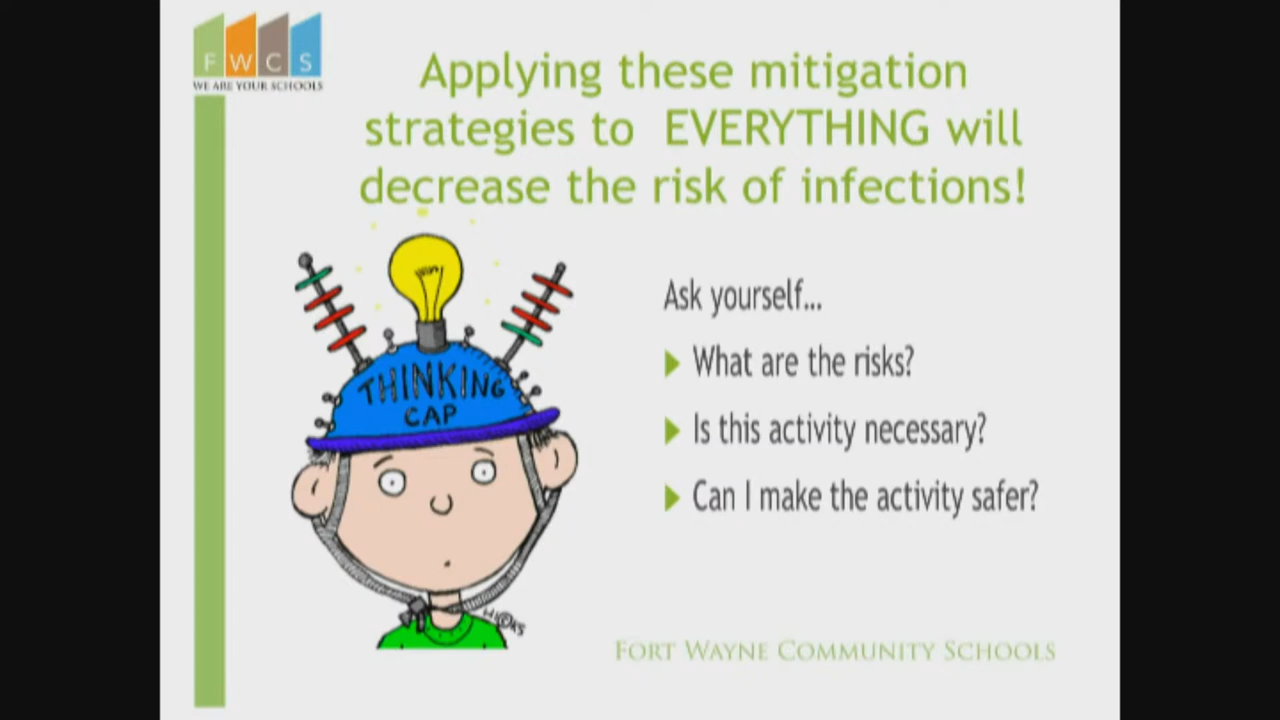 FWCS
WE ARE YOUR SCHOOLS
Applying these mitigation
strategies to EVERYTHING will
decrease the risk of infections!
THINKING
CAP
Ask yourself...
What are the risks?
Is this activity necessary?
Can I make the activity safer?
FORT WAYNE COMMUNITY SCHOOLS